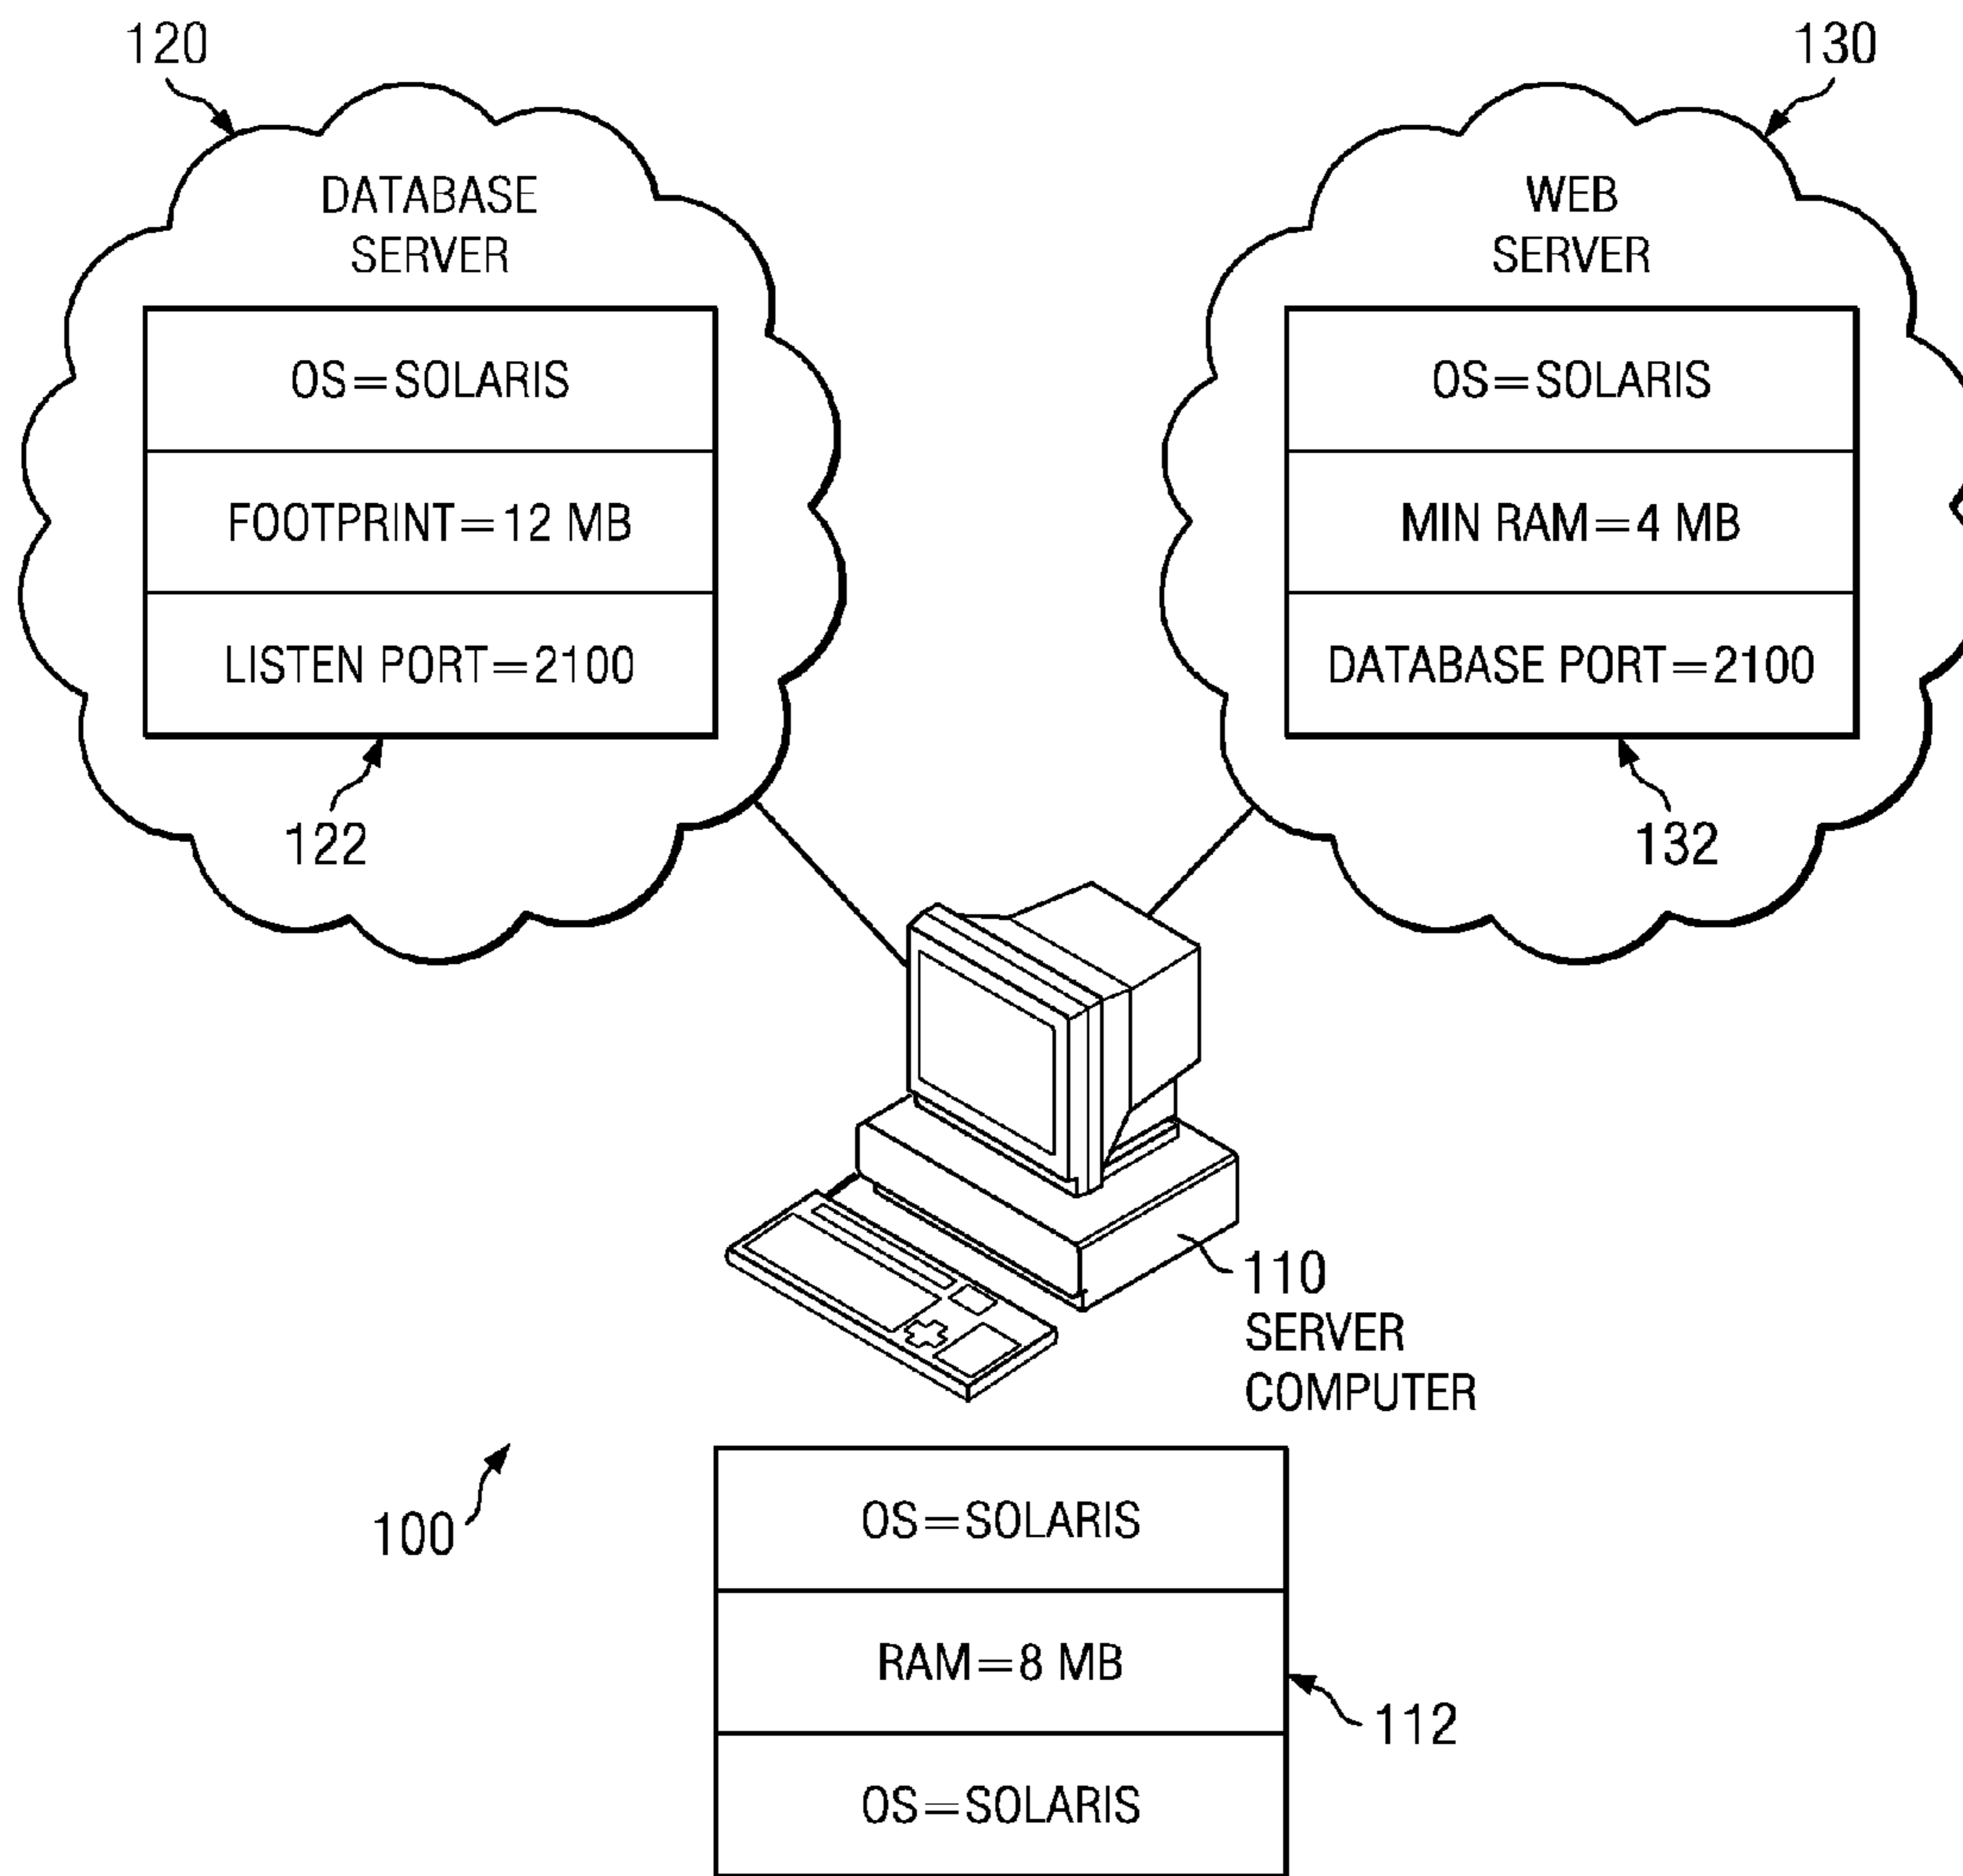 120
130
DATABASE
SERVER
OS=SOLARIS
FOOTPRINT=12 MB
LISTEN PORT=2100
122
WEB
SERVER
OS=SOLARIS
MIN RAM=4 MB
DATABASE PORT=2100
132
110
SERVER
COMPUTER
100
OS=SOLARIS
RAM=8 MB
OS=SOLARIS
112